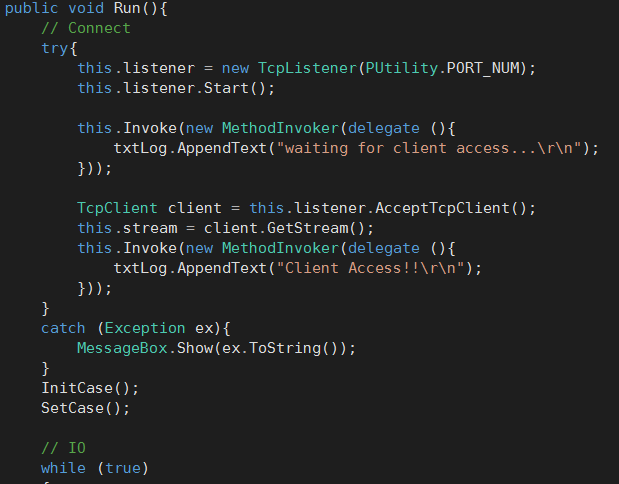 public void Run(){
    // Connect
    try{
        this.listener = new TcpListener(PUtility.PORT_NUM);
        this.listener.Start();

        this.Invoke(new MethodInvoker(delegate (){
            txtLog.AppendText("waiting for client access...\r\n");
        }));

        TcpClient client = this.listener.AcceptTcpClient();
        this.stream = client.GetStream();
        this.Invoke(new MethodInvoker(delegate (){
            txtLog.AppendText("Client Access!!\r\n");
        }));
    }
    catch (Exception ex){
        MessageBox.Show(ex.ToString());
    }
    InitCase();
    SetCase();

    // IO
    while (true)
    {